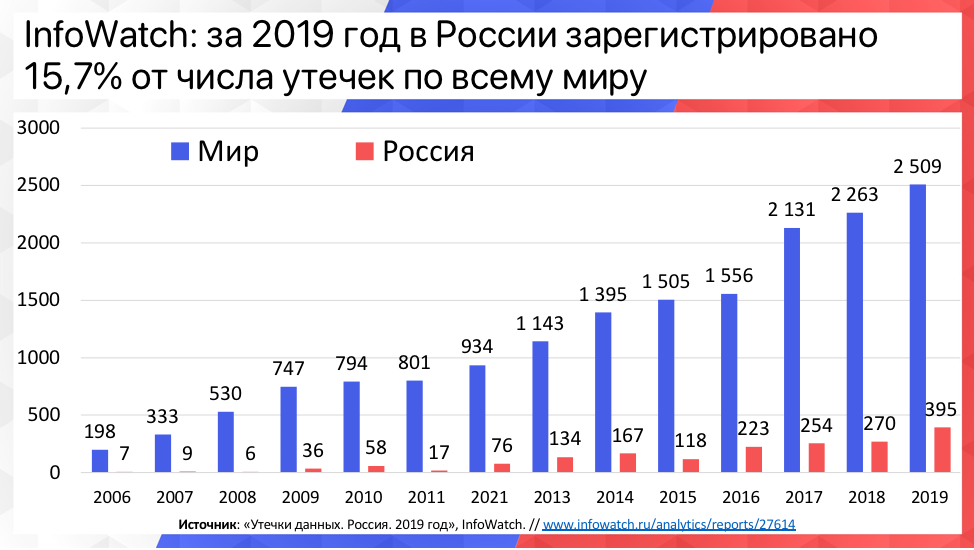 InfoWatch: за 2019 год в России зарегистрировано
15,7% от числа утечек по всему миру
3000
Мир Россия
2500
2000
1500
1000
500
0
198 7 333 9 530 6 747 36 794 58 801 17 934 76 1 143 134 1 395 167 1 505 118 1 556 223 2 131 254 2 263 270 2 509 395
2006 2007 2008 2009 2010 2011 2021 2013 2014 2015 2016 2017 2018 2019
Источник: «Утечки данных. Россия. 2019 год», InfoWatch. // www.infowatch.ru/analytics/reports/27614